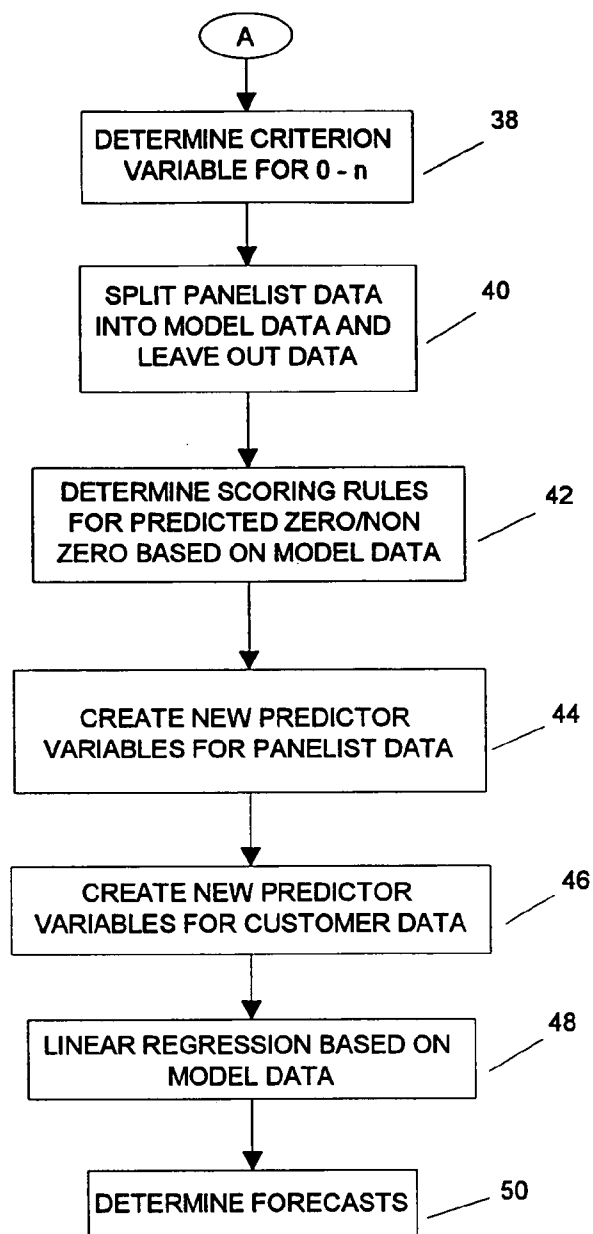 A
DETERMINE CRITERION
VARIABLE FOR 0 - n
38
SPLIT PANELIST DATA
INTO MODEL DATA AND
LEAVE OUT DATA
40
DETERMINE SCORING RULES
FOR PREDICTED ZERO/NON
ZERO BASED ON MODEL DATA
42
CREATE NEW PREDICTOR
VARIABLES FOR PANELIST DATA
44
CREATE NEW PREDICTOR
VARIABLES FOR CUSTOMER DATA
46
LINEAR REGRESSION BASED ON
MODEL DATA
48
DETERMINE FORECASTS
50